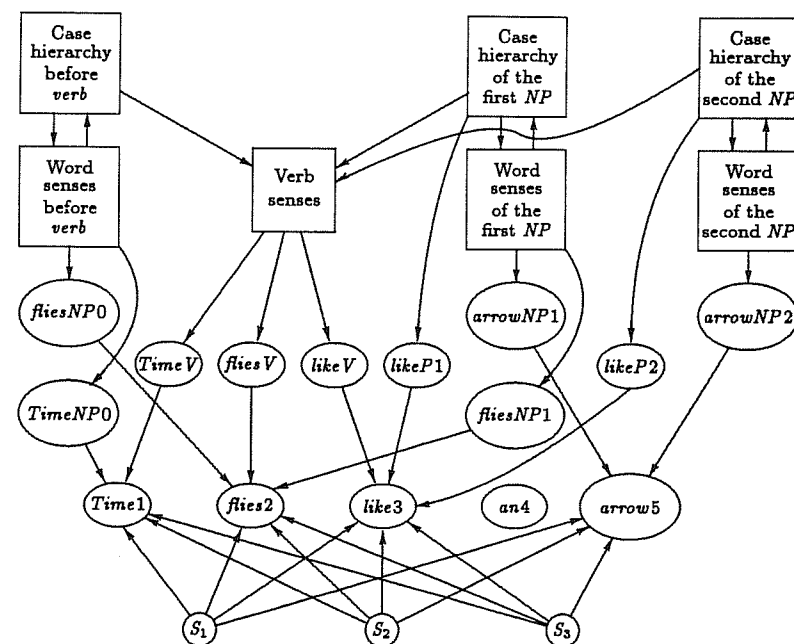 Case
hierarchy
before
verb
Case
hierarchy
of the
first NP
Case
hierarchy
of the
second NP
Word
senses
before
verb
Verb
senses
Word
senses
of the
first NP
Word
senses
of the
second NP
fliesNP0
arrowNP1
arrowNP2
TimeV
fliesV
likeV
likeP1
likeP2
TimeNP0
fliesNP1
Time1
flies2
like3
an4
arrow5
S1
S2
S3